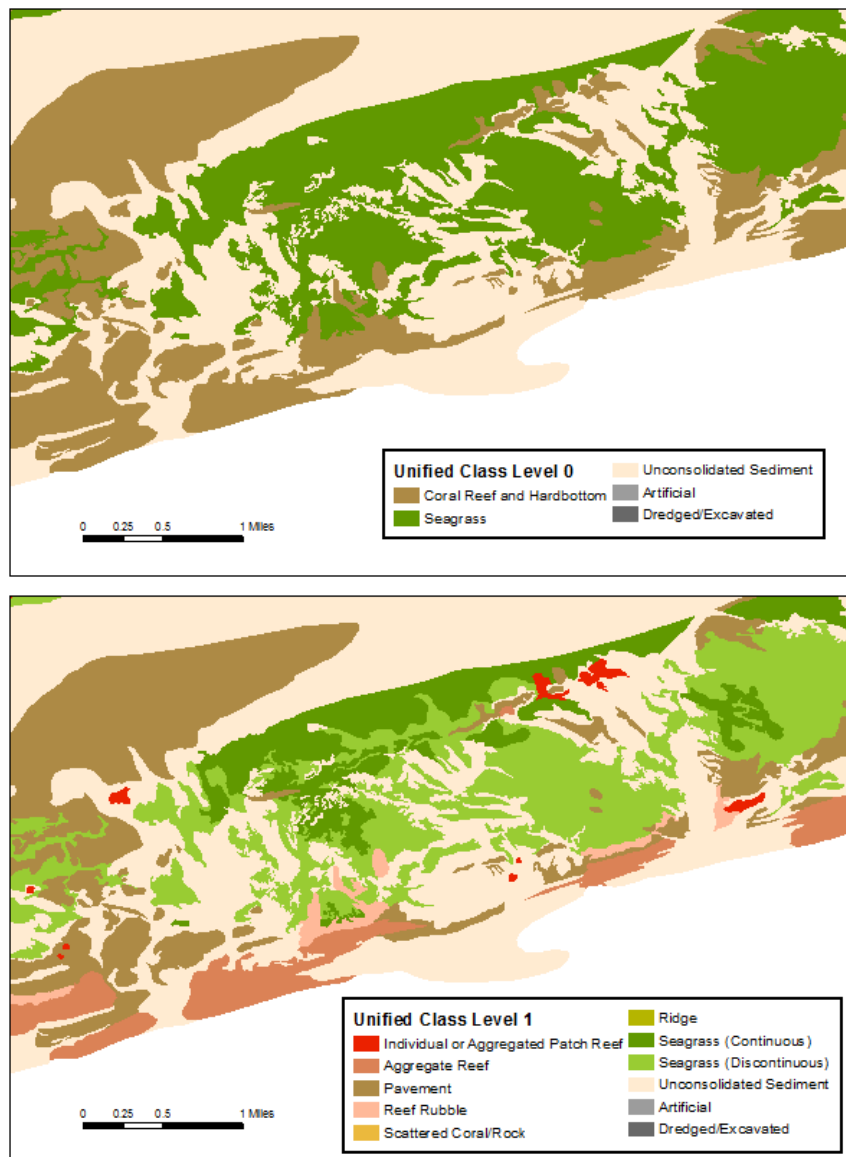 Unified Class Level 0
Coral Reef and Hardbottom
Seagrass
Unconsolidated Sediment
Artificial
Dredged/Excavated
0 0.25 0.5 1 Miles
Unified Class Level 1
Individual or Aggregated Patch Reef
Aggregate Reef
Pavement
Reef Rubble
Scattered Coral/Rock
Ridge
Seagrass (Continuous)
Seagrass (Discontinuous)
Unconsolidated Sediment
Artificial
Dredged/Excavated
0 0.25 0.5 1 Miles